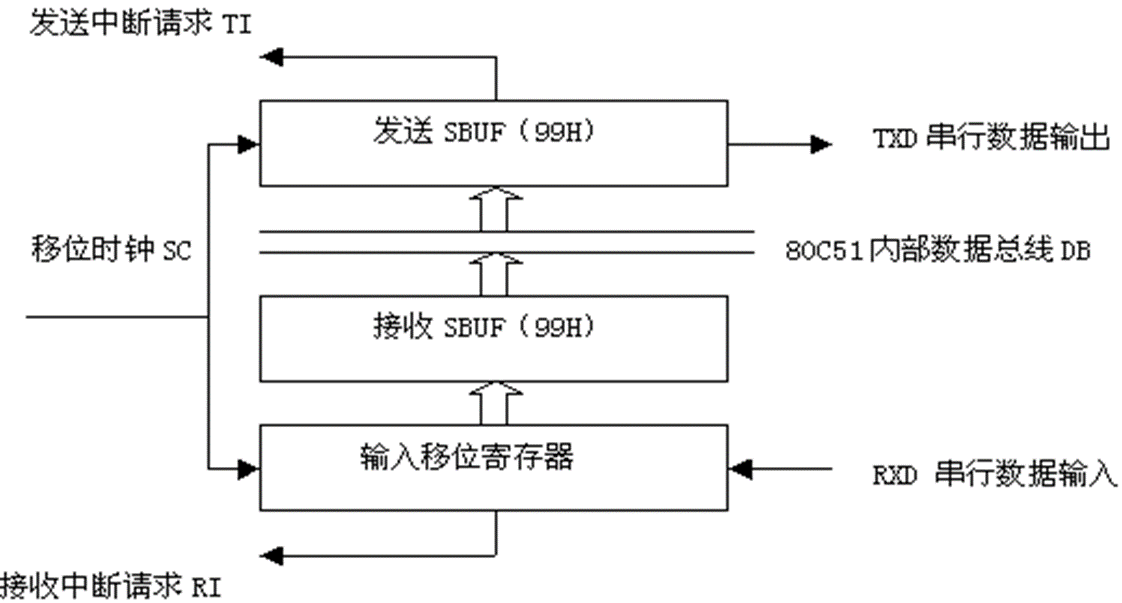 发送中断请求 TI
发送 SBUF（99H）
TXD 串行数据输出
移位时钟 SC
80C51 内部数据总线 DB
接收 SBUF（99H）
输入移位寄存器
RXD 串行数据输入
接收中断请求 RI